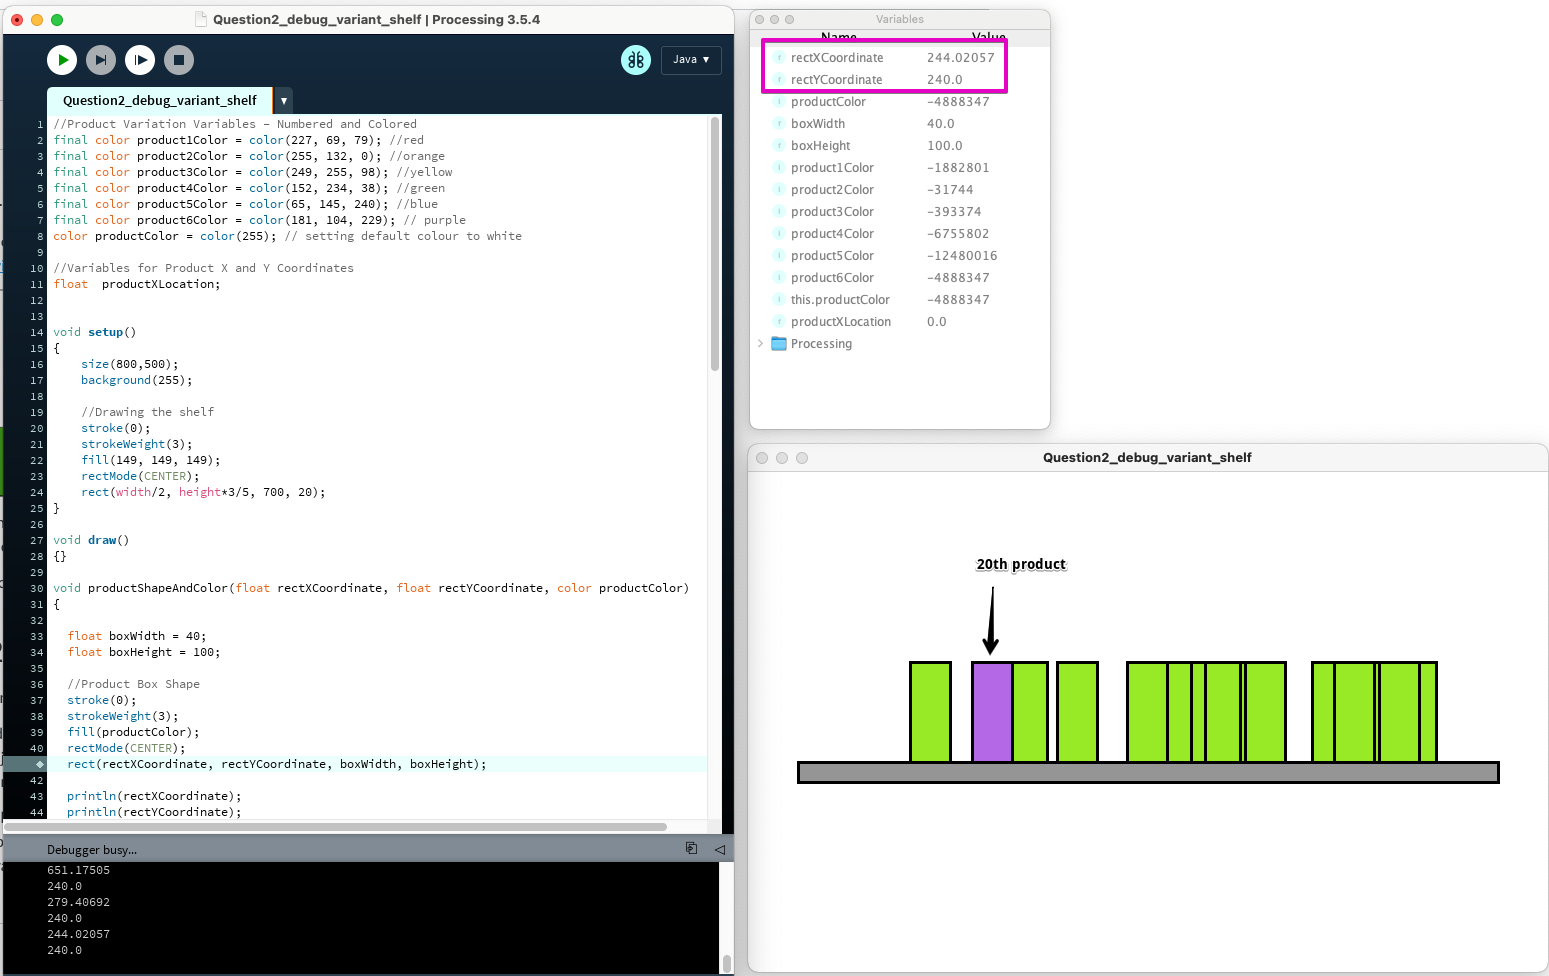 Question2_debug_variant_shelf | Processing 3.5.4
Java ▾
Question2_debug_variant_shelf ▼
1 //Product Variation Variables - Numbered and Colored
2 final color product1Color = color(227, 69, 79); //red
3 final color product2Color = color(255, 132, 0); //orange
4 final color product3Color = color(249, 255, 98); //yellow
5 final color product4Color = color(152, 234, 38); //green
6 final color product5Color = color(65, 145, 240); //blue
7 final color product6Color = color(181, 104, 229); // purple
8 color productColor = color(255); // setting default colour to white
9
10 //Variables for Product X and Y Coordinates
11 float  productXLocation;
12
13
14 void setup()
15 {
16 size(800,500);
17 background(255);
18
19 //Drawing the shelf
20 stroke(0);
21 strokeWeight(3);
22 fill(149, 149, 149);
23 rectMode(CENTER);
24 rect(width/2, height*3/5, 700, 20);
25 }
26
27 void draw()
28 {}
29
30 void productShapeAndColor(float rectXCoordinate, float rectYCoordinate, color productColor)
31 {
32
33 float boxWidth = 40;
34 float boxHeight = 100;
35
36 //Product Box Shape
37 stroke(0);
38 strokeWeight(3);
39 fill(productColor);
40 rectMode(CENTER);
◆ rect(rectXCoordinate, rectYCoordinate, boxWidth, boxHeight);
42
43 println(rectXCoordinate);
44 println(rectYCoordinate);
Debugger busy...
651.17505
240.0
279.40692
240.0
244.02057
240.0
Variables
Name Value
rectXCoordinate 244.02057
rectYCoordinate 240.0
productColor -4888347
boxWidth 40.0
boxHeight 100.0
product1Color -1882801
product2Color -31744
product3Color -393374
product4Color -6755802
product5Color -12480016
product6Color -4888347
this.productColor -4888347
productXLocation 0.0
Processing
Question2_debug_variant_shelf
20th product